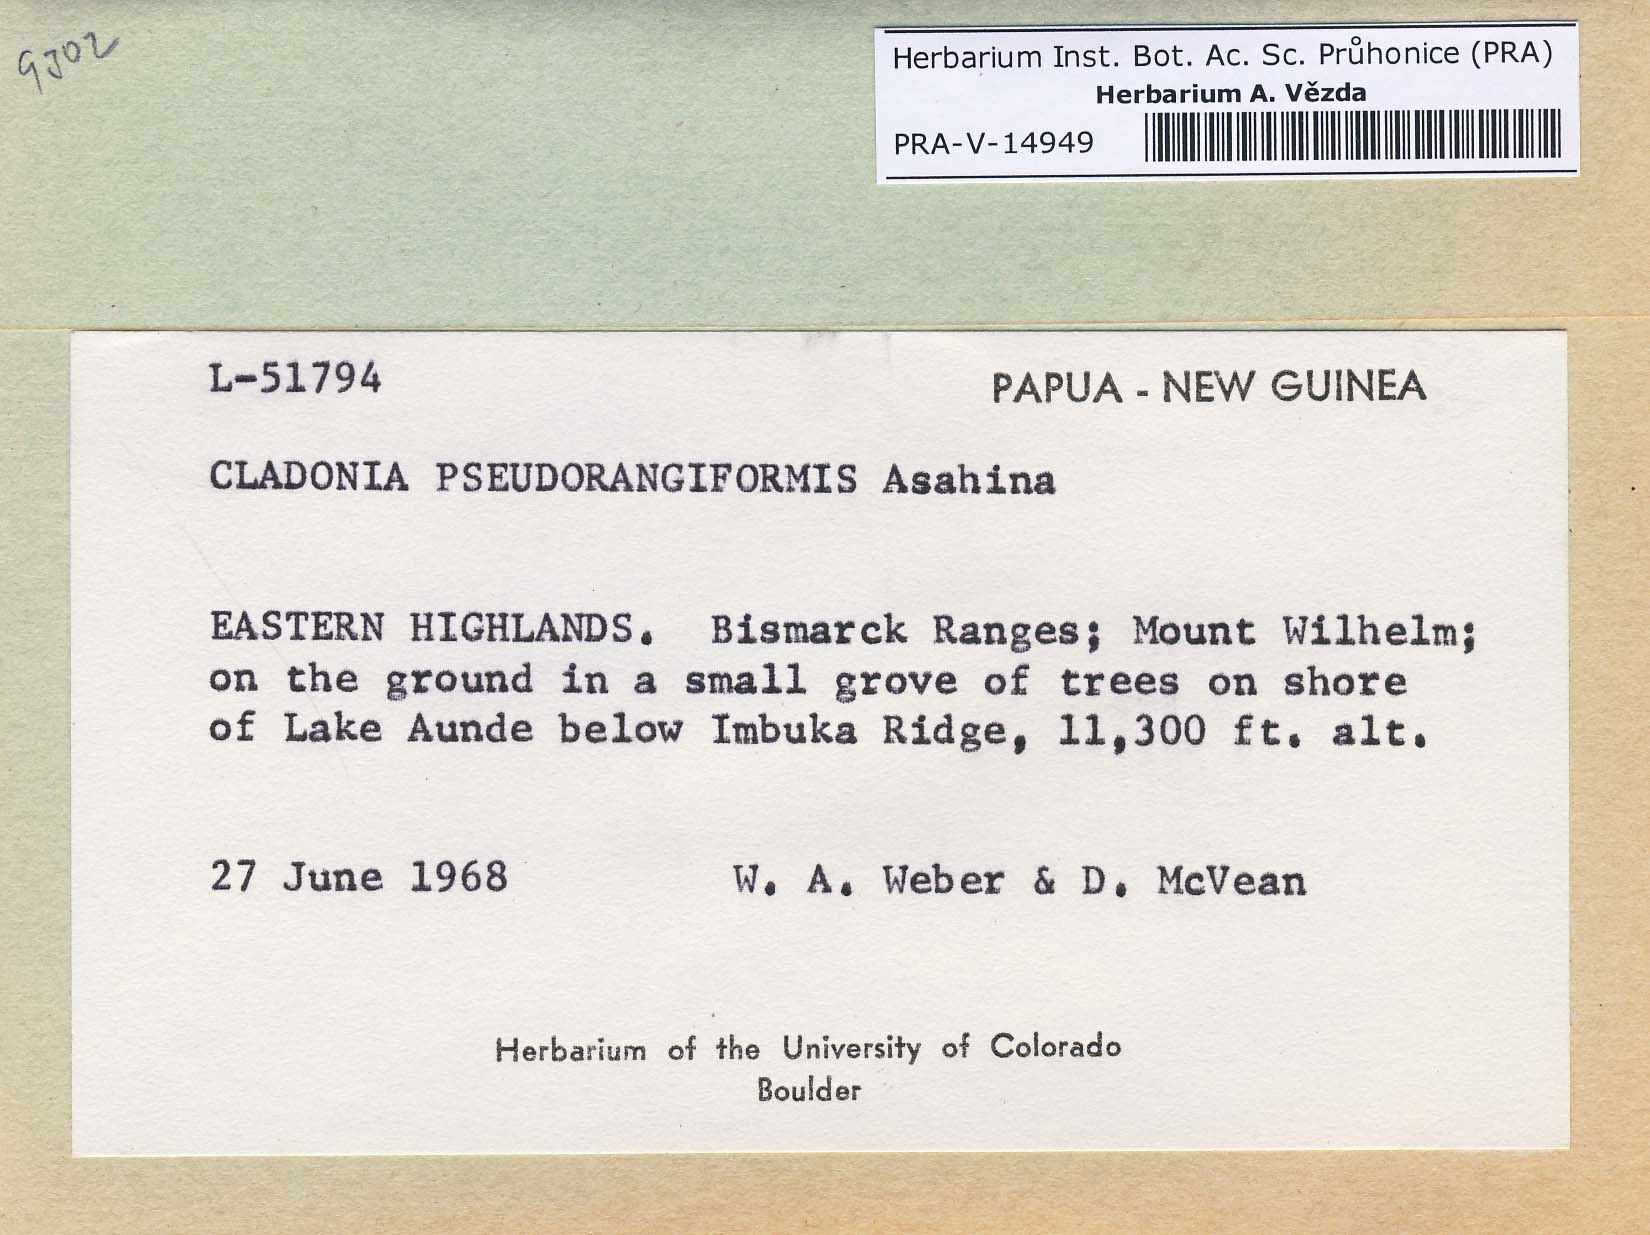 9302
Herbarium Inst. Bot. Ac. Sc. Průhonice (PRA)
Herbarium A. Vězda
PRA-V-14949
L-51794
PAPUA - NEW GUINEA
CLADONIA PSEUDORANGIFORMIS Asahina
EASTERN HIGHLANDS. Bismarck Ranges; Mount Wilhelm;
on the ground in a small grove of trees on shore
of Lake Aunde below Imbuka Ridge, 11,300 ft. alt.
27 June 1968 W. A. Weber & D. McVean
Herbarium of the University of Colorado
Boulder